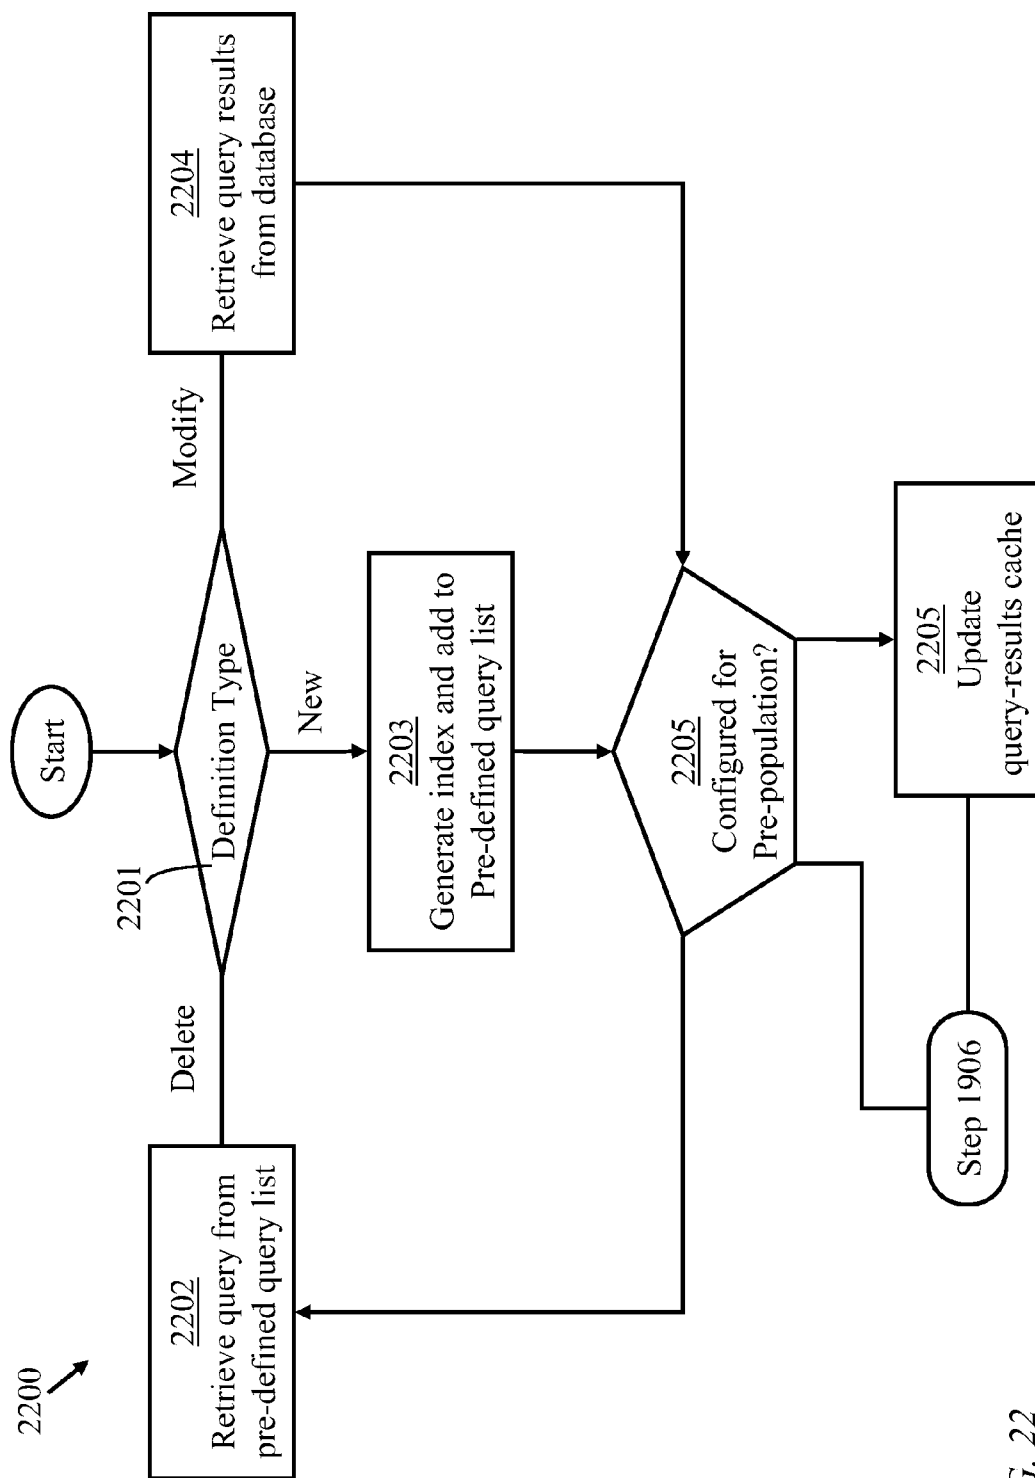 2200
Start
2201
Definition Type
Delete
New
Modify
2202
Retrieve query from
pre-defined query list
2203
Generate index and add to
Pre-defined query list
2204
Retrieve query results
from database
2205
Configured for
Pre-population?
2205
Update
query-results cache
Step 1906
G. 22